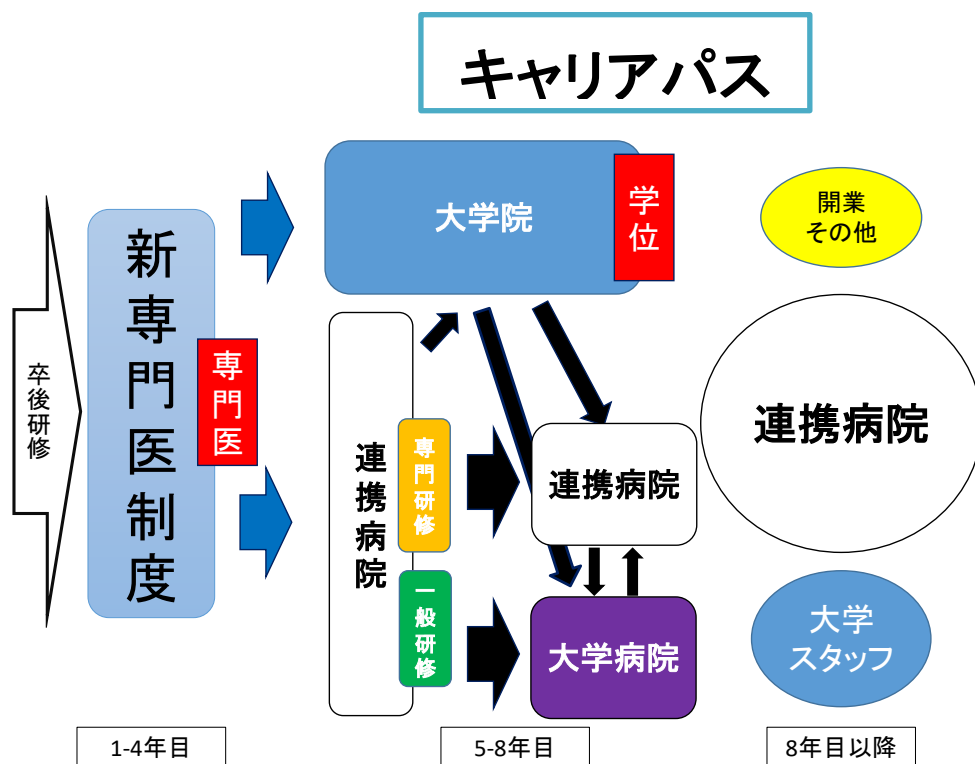 キャリアパス
卒後研修
新専門医制度
専門医
大学院
学位
連携病院
専門研修
一般研修
連携病院
大学病院
開業
その他
連携病院
大学
スタッフ
1-4年目
5-8年目
8年目以降